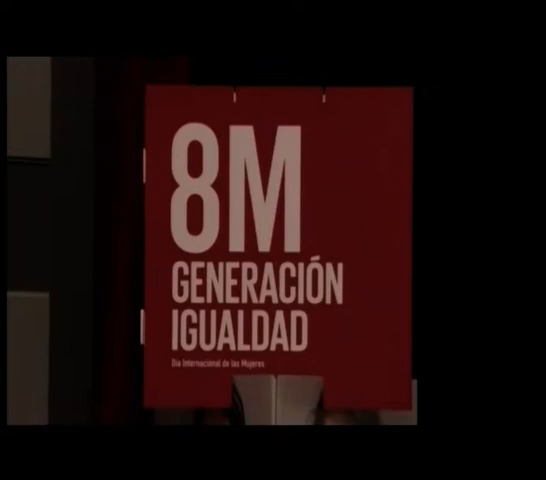 8M
GENERACIÓN
IGUALDAD
Día Internacional de las Mujeres